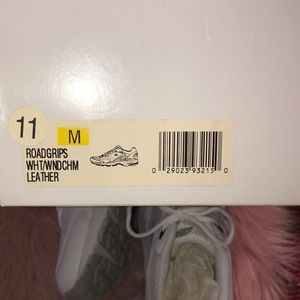 11
M
ROADGRIPS
WHT/WNDCHM
LEATHER
0 29023 93215 0